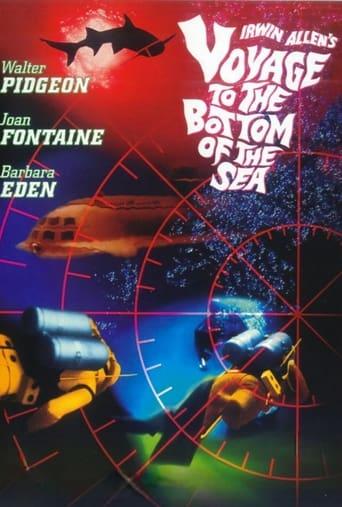 IRWIN ALLEN'S
VOYAGE
TO THE
BOTTOM
OF THE
SEA
Walter
PIDGEON
Joan
FONTAINE
Barbara
EDEN